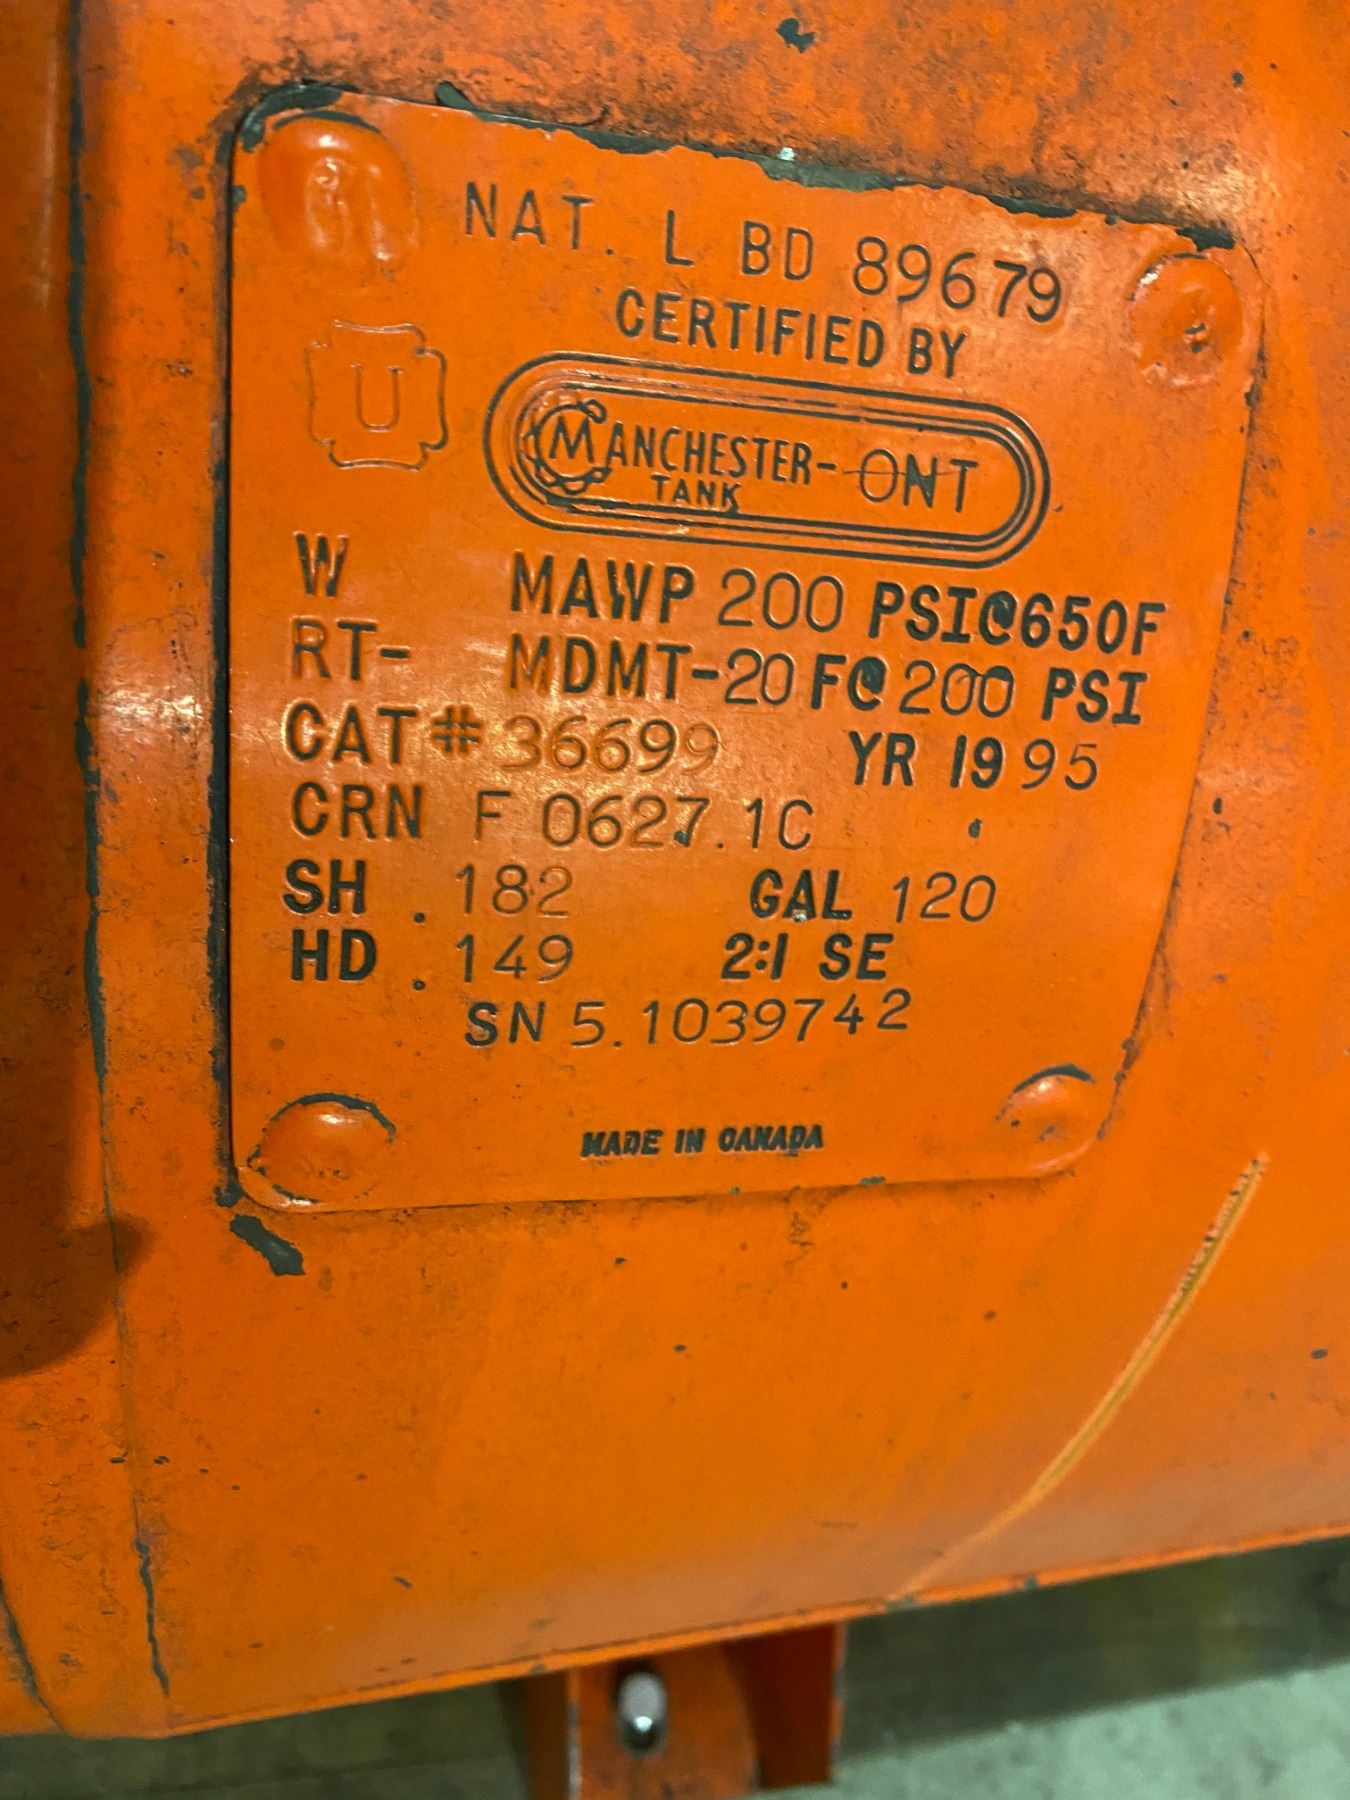 NAT. L BD 89679
CERTIFIED BY
U
MANCHESTER- ONT
TANK
W MAWP 200 PSI@650F
RT- MDMT-20 F@ 200 PSI
CAT# 36699 YR 1995
CRN F 0627.1C
SH .182 GAL 120
HD .149 2:1 SE
SN 5.1039742
MADE IN CANADA